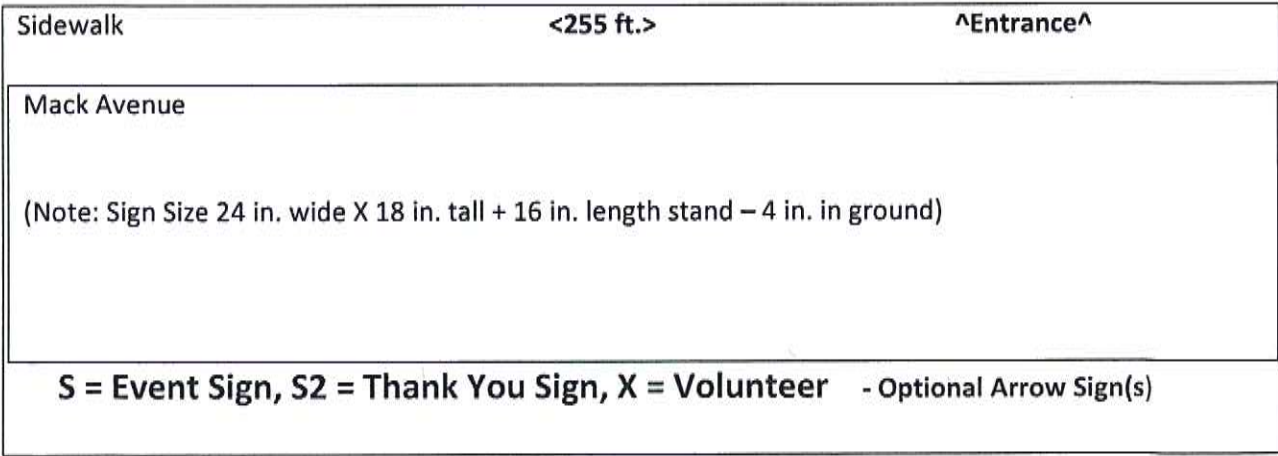 Sidewalk <255 ft.> ^Entrance^
Mack Avenue
(Note: Sign Size 24 in. wide X 18 in. tall + 16 in. length stand – 4 in. in ground)
S = Event Sign, S2 = Thank You Sign, X = Volunteer - Optional Arrow Sign(s)